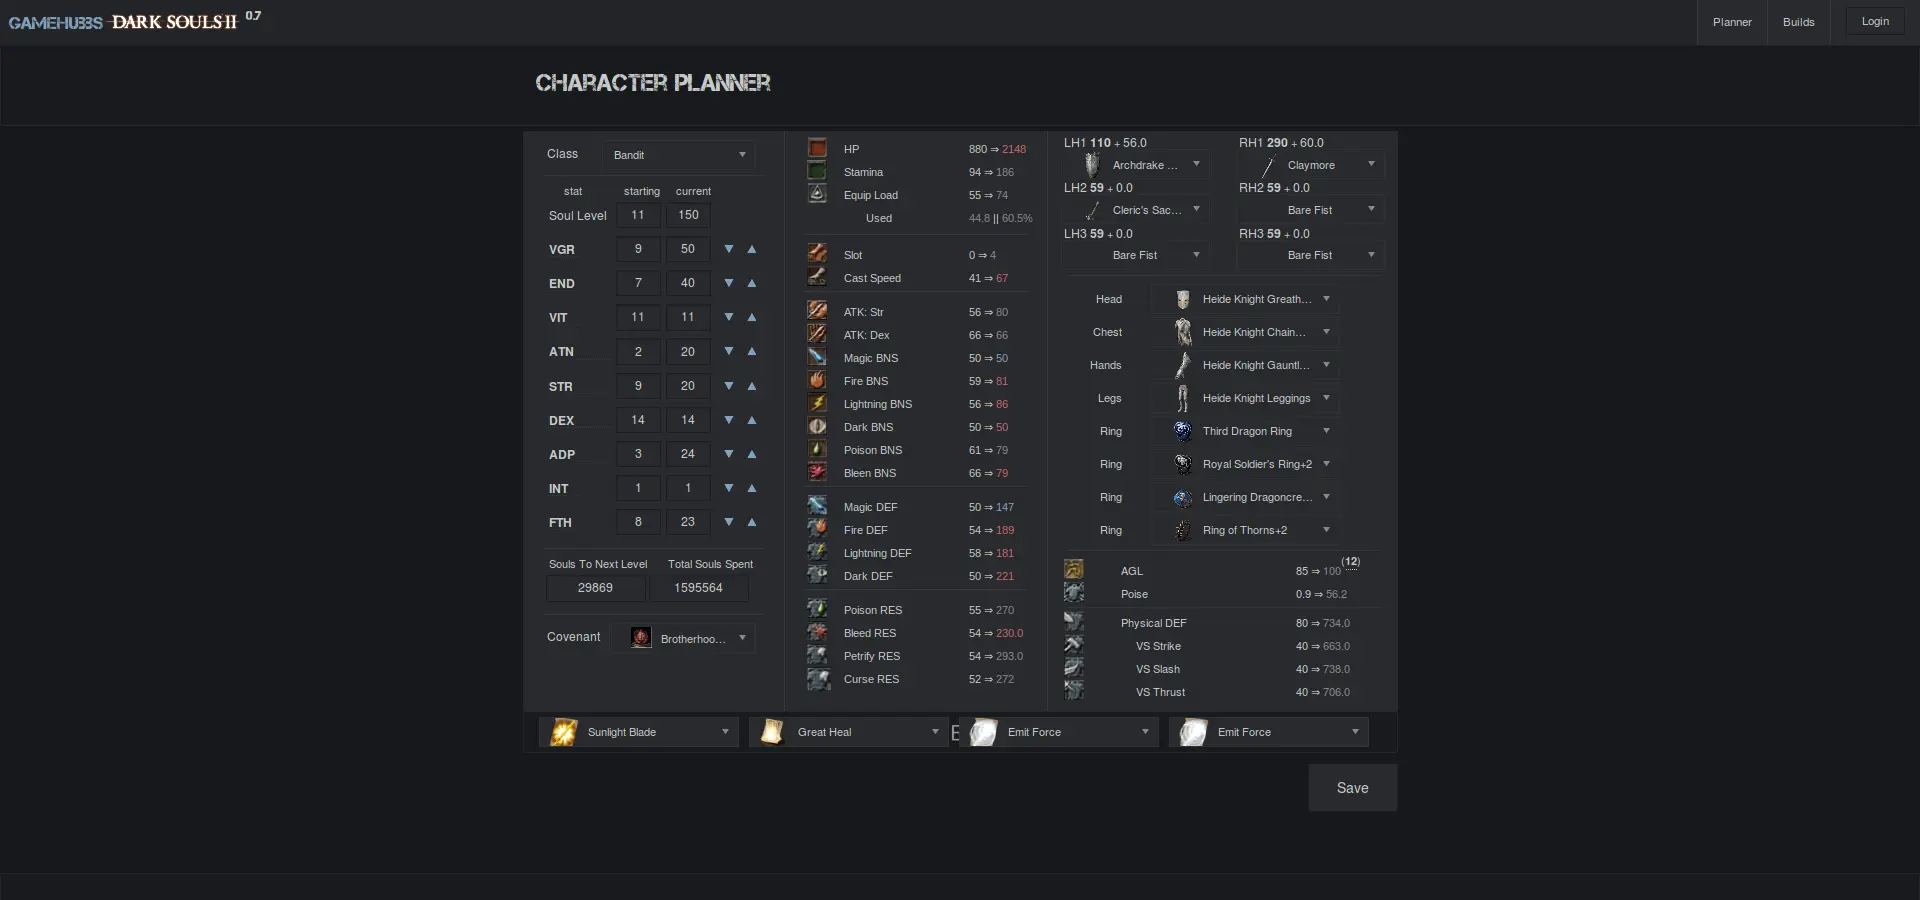 GAMEHUBBS DARK SOULS II 0.7
Planner
Builds
Login
CHARACTER PLANNER
Class Bandit
stat starting current
Soul Level 11 150
VGR 9 50
END 7 40
VIT 11 11
ATN 2 20
STR 9 20
DEX 14 14
ADP 3 24
INT 1 1
FTH 8 23
Souls To Next Level Total Souls Spent
29869 1595564
Covenant Brotherhoo...
HP 880 ⇒ 2148
Stamina 94 ⇒ 186
Equip Load 55 ⇒ 74
Used 44.8 || 60.5%
Slot 0 ⇒ 4
Cast Speed 41 ⇒ 67
ATK: Str 56 ⇒ 80
ATK: Dex 66 ⇒ 66
Magic BNS 50 ⇒ 50
Fire BNS 59 ⇒ 81
Lightning BNS 56 ⇒ 86
Dark BNS 50 ⇒ 50
Poison BNS 61 ⇒ 79
Bleen BNS 66 ⇒ 79
Magic DEF 50 ⇒ 147
Fire DEF 54 ⇒ 189
Lightning DEF 58 ⇒ 181
Dark DEF 50 ⇒ 221
Poison RES 55 ⇒ 270
Bleed RES 54 ⇒ 230.0
Petrify RES 54 ⇒ 293.0
Curse RES 52 ⇒ 272
LH1 110 + 56.0 RH1 290 + 60.0
Archdrake ... Claymore
LH2 59 + 0.0 RH2 59 + 0.0
Cleric's Sac... Bare Fist
LH3 59 + 0.0 RH3 59 + 0.0
Bare Fist Bare Fist
Head Heide Knight Greath...
Chest Heide Knight Chain...
Hands Heide Knight Gauntl...
Legs Heide Knight Leggings
Ring Third Dragon Ring
Ring Royal Soldier's Ring+2
Ring Lingering Dragoncre...
Ring Ring of Thorns+2
AGL 85 ⇒ 100 (12)
Poise 0.9 ⇒ 56.2
Physical DEF 80 ⇒ 734.0
VS Strike 40 ⇒ 663.0
VS Slash 40 ⇒ 738.0
VS Thrust 40 ⇒ 706.0
Sunlight Blade Great Heal E Emit Force Emit Force
Save